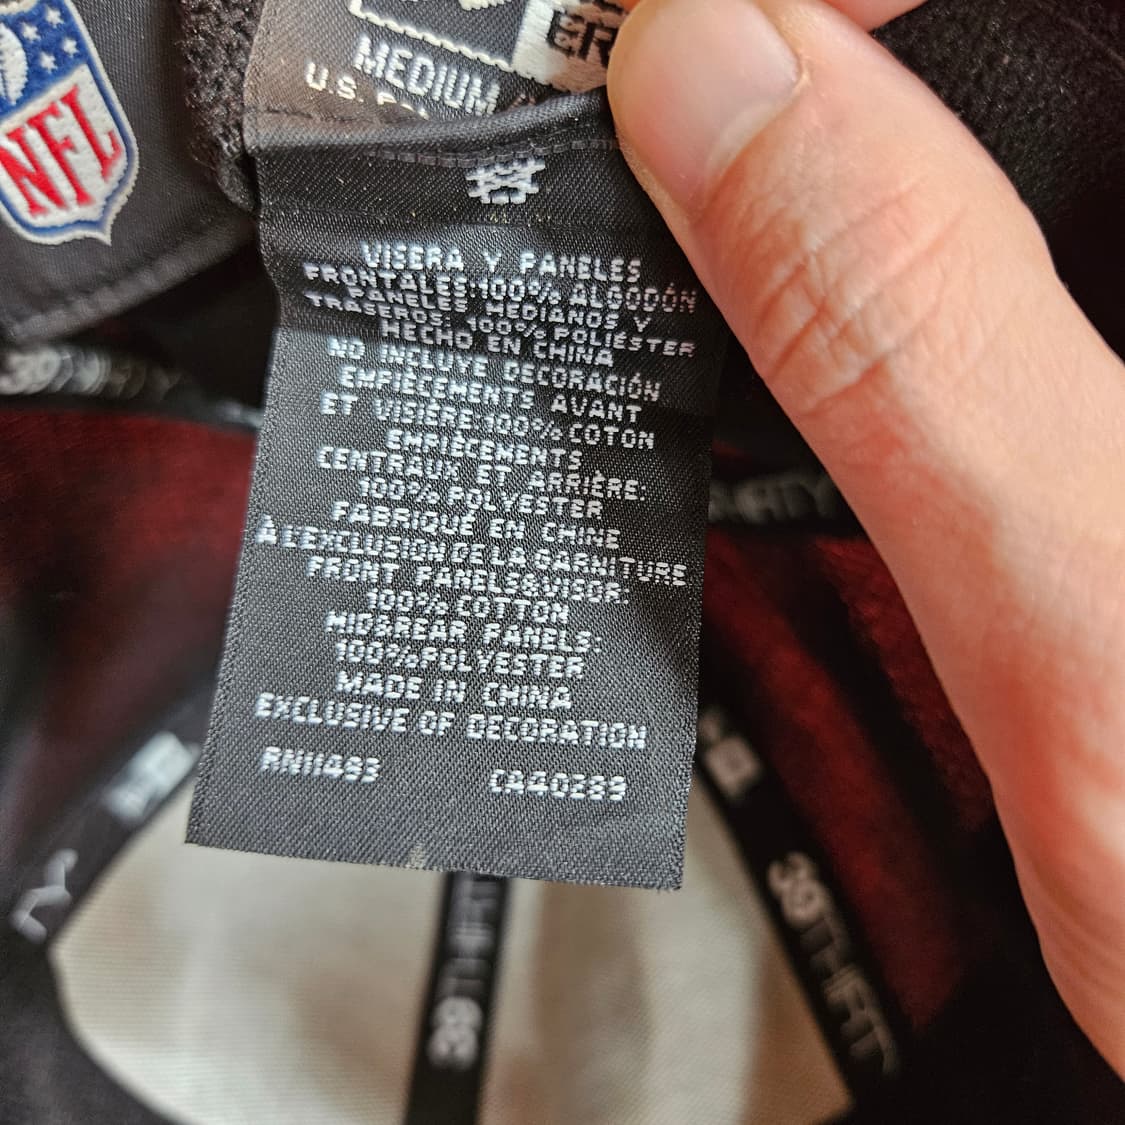 NFL
MEDIUM
U.S.
VISERA Y PANELES
FRONTALES 100% ALGODÓN
PANELES MEDIANOS Y
TRASEROS: 100% POLIÉSTER
HECHO EN CHINA
NO INCLUYE DECORACIÓN
EMPIÈCEMENTS AVANT
ET VISIÈRE 100% COTON
EMPIÈCEMENTS
CENTRAUX ET ARRIÈRE:
100% POLYESTER
FABRIQUÉ EN CHINE
À L'EXCLUSION DE LA GARNITURE
FRONT PANELS&VISOR:
100% COTTON
MID&REAR PANELS:
100% POLYESTER
MADE IN CHINA
EXCLUSIVE OF DECORATION
RN11493 CA40289
39THIRTY
39THIRTY
39THIRTY